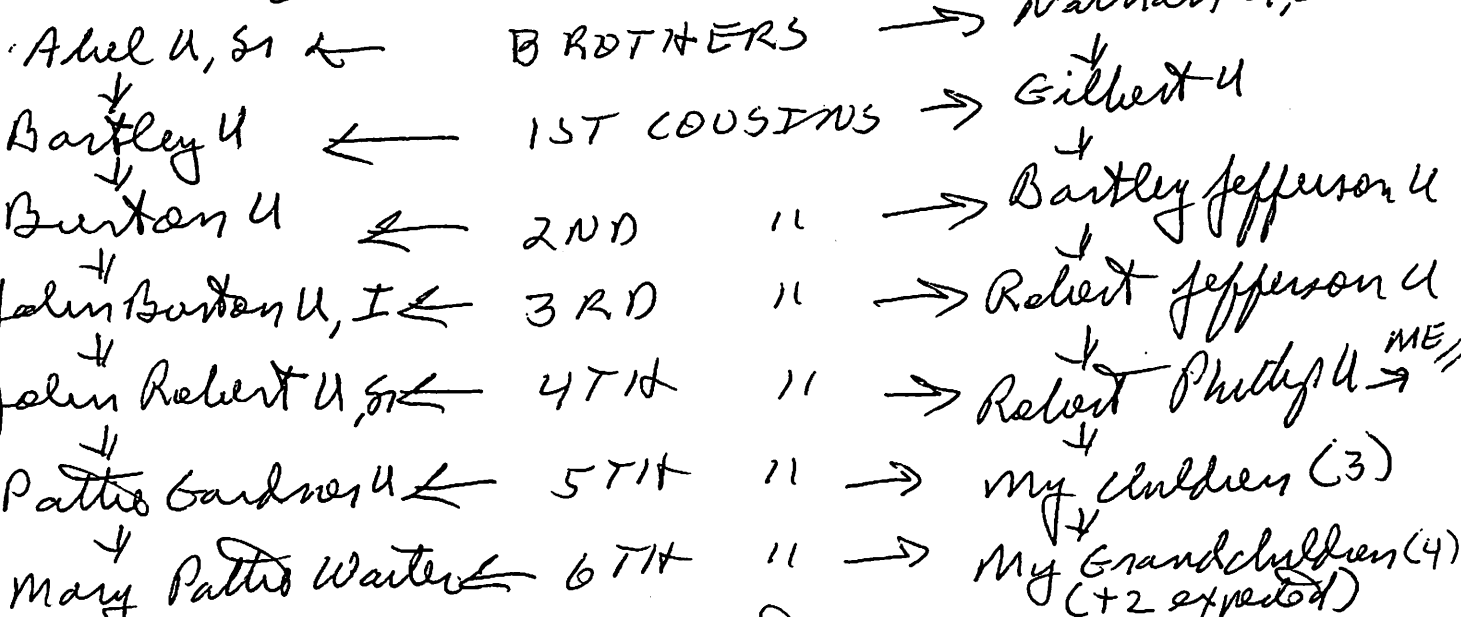 Abel U, Sr ← BROTHERS →
Bartley U ← 1ST COUSINS → Gilbert U
Burton U ← 2ND " → Bartley Jefferson U
John Burton U, I ← 3RD " → Robert Jefferson U
John Robert U, Sr ← 4TH " → Robert Phillip U → ME
Pattie Gardner U ← 5TH " → My Children (3)
Mary Pattie Warter ← 6TH " → My Grandchildren (4)
(+2 expected)